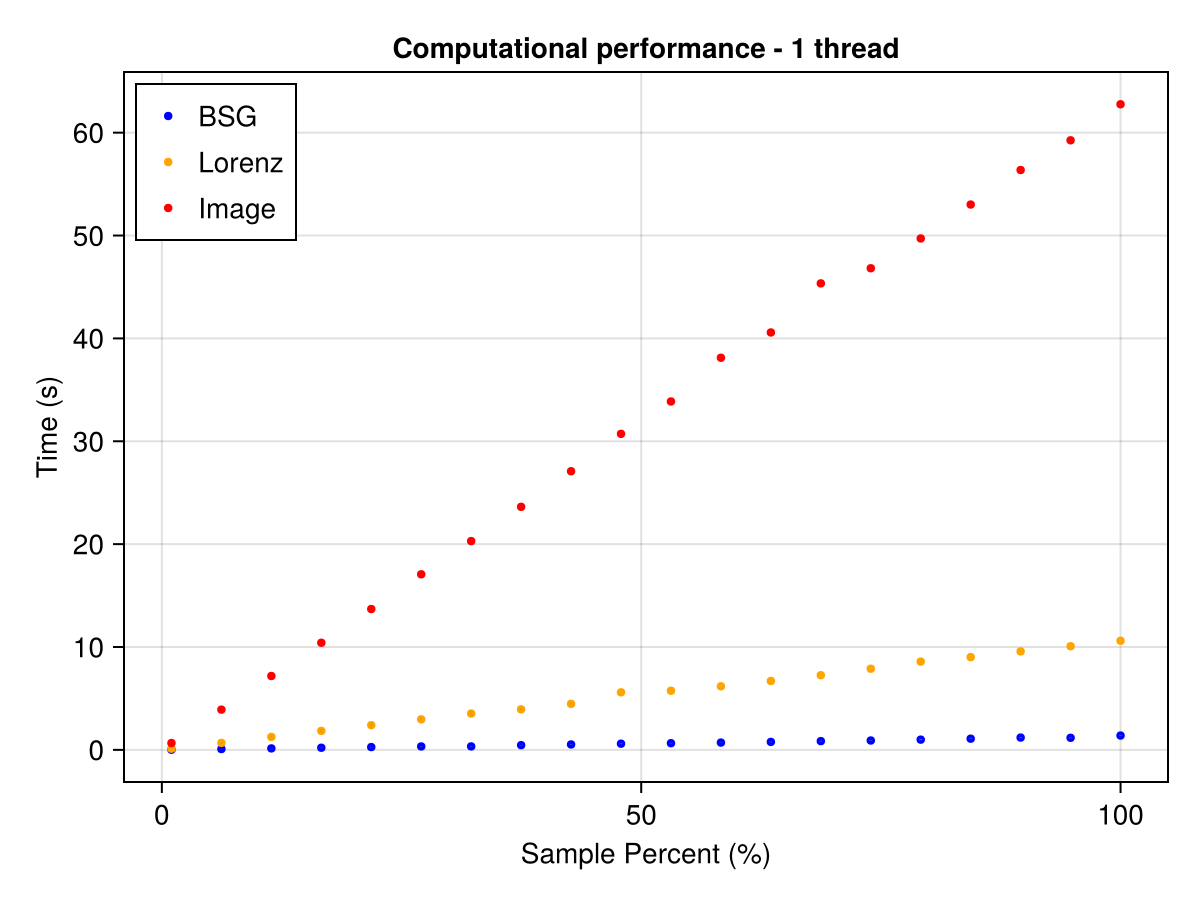 Computational performance - 1 thread
BSG
Lorenz
Image
60
50
40
30
20
10
0
Time (s)
0 50 100
Sample Percent (%)